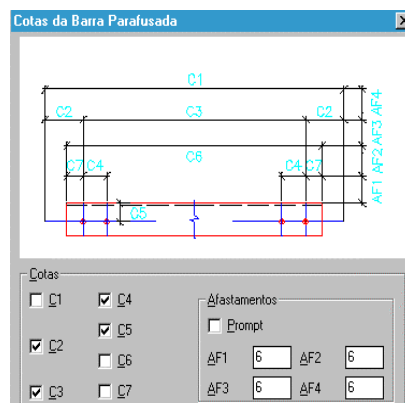 Cotas da Barra Parafusada
C1
C2 C3 C2
C6
C7 C4 C4 C7
C5
AF1 AF2 AF3 AF4
Cotas
C1 C4
C2 C5
C6
C3 C7
Afastamentos
Prompt
AF1 6 AF2 6
AF3 6 AF4 6